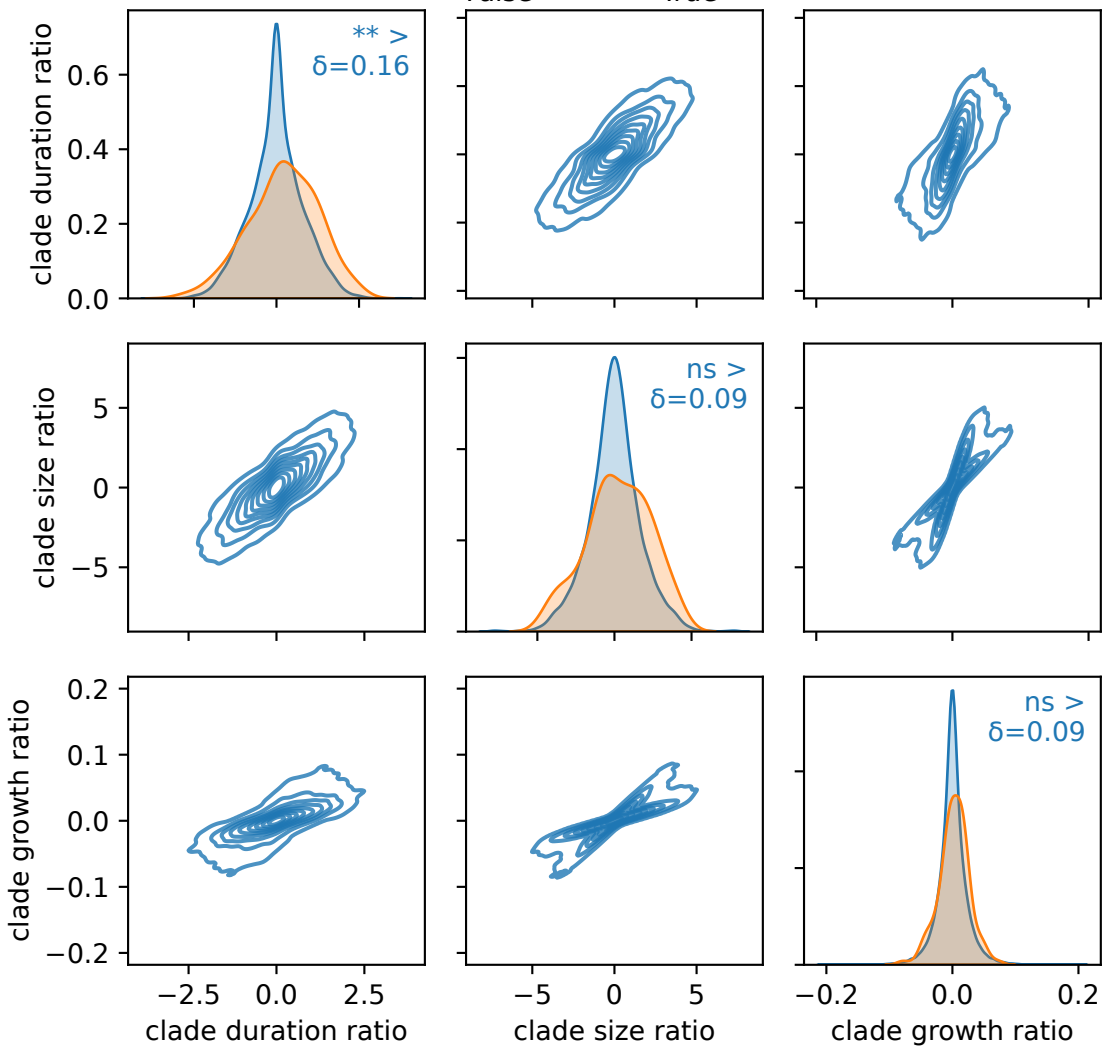 clade duration ratio
0.6
0.4
0.2
0.0
** >
δ=0.16
clade size ratio
5
0
−5
ns >
δ=0.09
clade growth ratio
0.2
0.1
0.0
−0.1
−0.2
ns >
δ=0.09
−2.5 0.0 2.5
−5 0 5
−0.2 0.0 0.2
clade duration ratio
clade size ratio
clade growth ratio